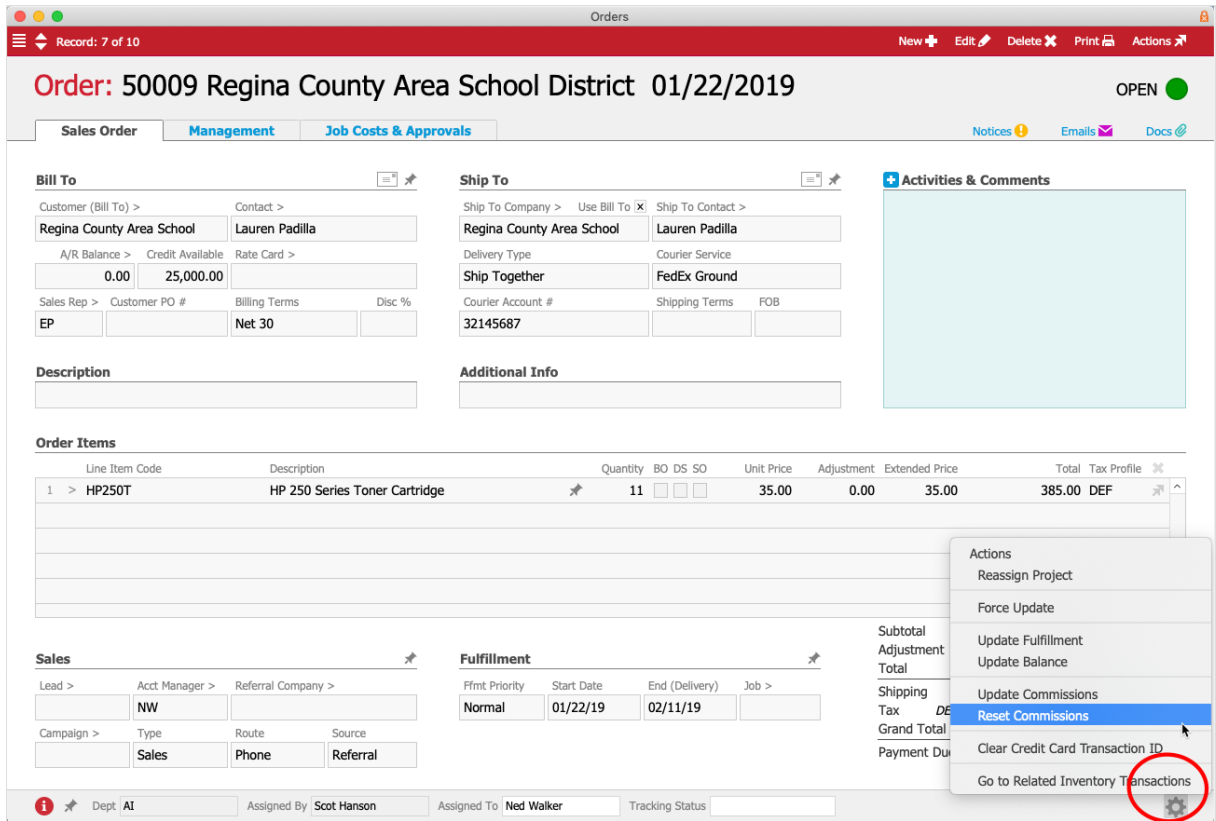 Orders
Record: 7 of 10 New Edit Delete Print Actions
Order: 50009 Regina County Area School District 01/22/2019 OPEN
Sales Order Management Job Costs & Approvals Notices Emails Docs
Bill To Ship To Activities & Comments
Customer (Bill To) > Contact > Ship To Company > Use Bill To x Ship To Contact >
Regina County Area School Lauren Padilla Regina County Area School Lauren Padilla
A/R Balance > Credit Available Rate Card > Delivery Type Courier Service
0.00 25,000.00 Ship Together FedEx Ground
Sales Rep > Customer PO # Billing Terms Disc % Courier Account # Shipping Terms FOB
EP Net 30 32145687
Description Additional Info
Order Items
Line Item Code Description Quantity BO DS SO Unit Price Adjustment Extended Price Total Tax Profile
1 > HP250T HP 250 Series Toner Cartridge 11 35.00 0.00 35.00 385.00 DEF
Actions
Reassign Project
Force Update
Subtotal
Update Fulfillment
Adjustment
Sales Fulfillment Total Update Balance
Lead > Acct Manager > Referral Company > Ffmt Priority Start Date End (Delivery) Job >
Shipping Update Commissions
NW Normal 01/22/19 02/11/19
Tax Reset Commissions
Campaign > Type Route Source Grand Total
Sales Phone Referral Payment Clear Credit Card Transaction ID
Go to Related Inventory Transactions
Dept AI Assigned By Scot Hanson Assigned To Ned Walker Tracking Status